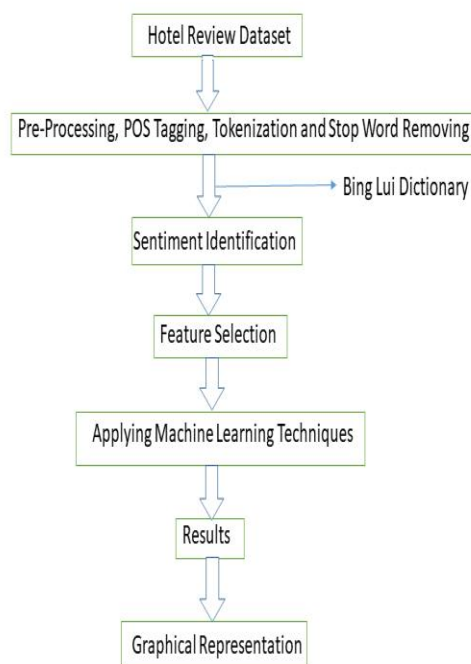 Hotel Review Dataset
Pre-Processing, POS Tagging, Tokenization and Stop Word Removing
Bing Lui Dictionary
Sentiment Identification
Feature Selection
Applying Machine Learning Techniques
Results
Graphical Representation